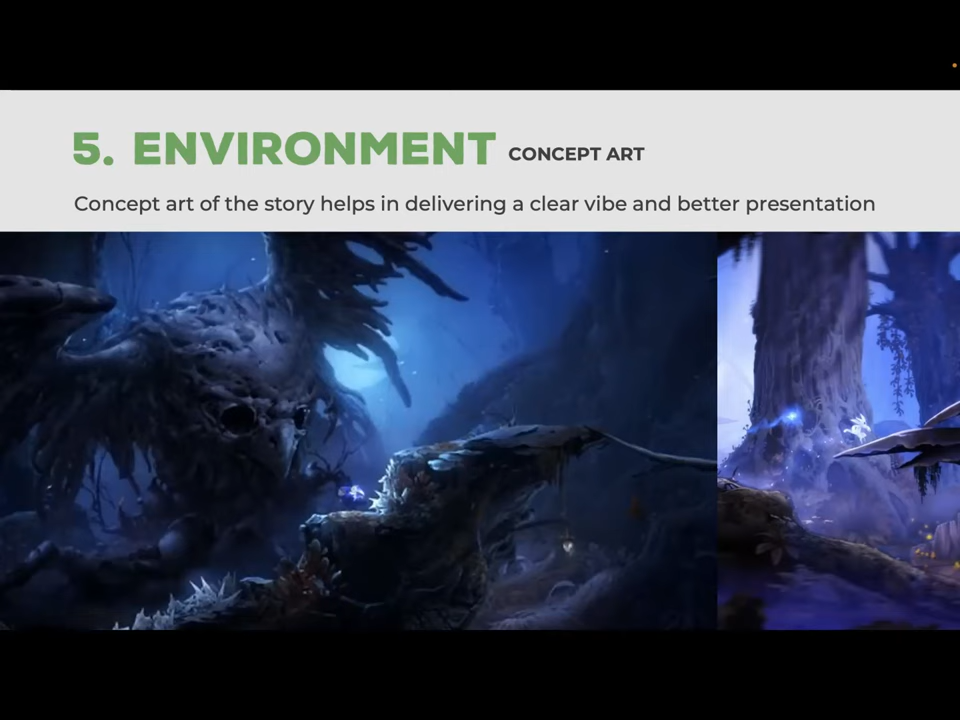 5. ENVIRONMENT CONCEPT ART
Concept art of the story helps in delivering a clear vibe and better presentation